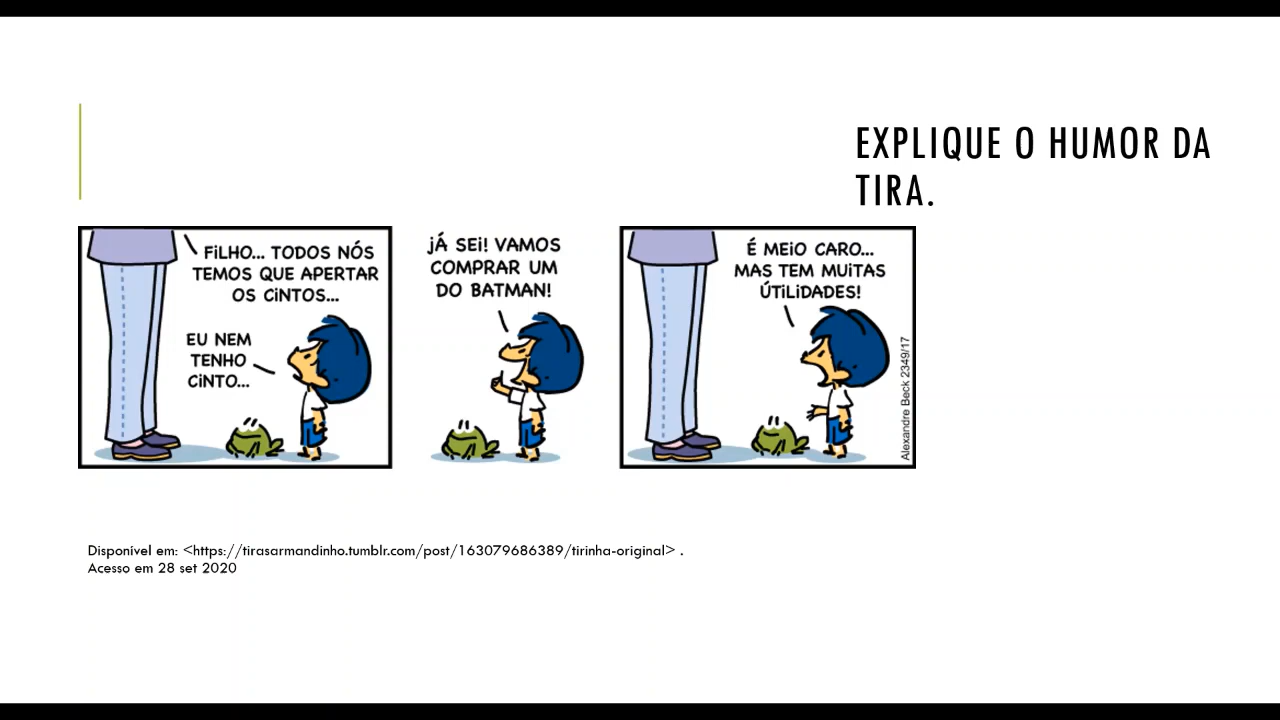 EXPLIQUE O HUMOR DA
TIRA.
FiLHO... TODOS NÓS
TEMOS QUE APERTAR
OS CiNTOS...
EU NEM
TENHO
CiNTO...
jÁ SEi! VAMOS
COMPRAR UM
DO BATMAN!
É MEiO CARO...
MAS TEM MUiTAS
ÚTiLiDADES!
Alexandre Beck 2349/17
Disponível em: <https://tirasarmandinho.tumblr.com/post/163079686389/tirinha-original> .
Acesso em 28 set 2020